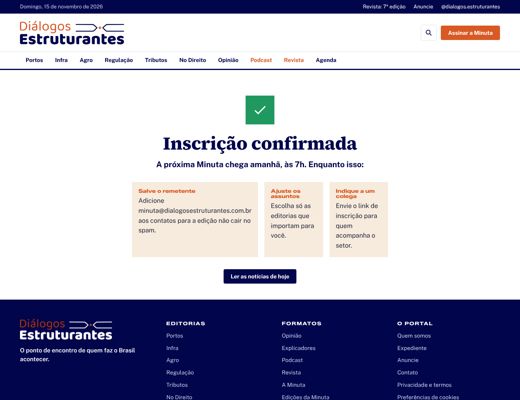 Domingo, 15 de novembro de 2026
Revista: 7ª edição
Anuncie
@dialogos.estruturantes
Diálogos
Estruturantes
Assinar a Minuta
Portos
Infra
Agro
Regulação
Tributos
No Direito
Opinião
Podcast
Revista
Agenda
Inscrição confirmada
A próxima Minuta chega amanhã, às 7h. Enquanto isso:
Salve o remetente
Adicione
minuta@dialogosestruturantes.com.br
aos contatos para a edição não cair no
spam.
Ajuste os
assuntos
Escolha só as
editorias que
importam para
você.
Indique a um
colega
Envie o link de
inscrição para
quem
acompanha o
setor.
Ler as notícias de hoje
Diálogos
Estruturantes
O ponto de encontro de quem faz o Brasil
acontecer.
EDITORIAS
Portos
Infra
Agro
Regulação
Tributos
No Direito
FORMATOS
Opinião
Explicadores
Podcast
Revista
A Minuta
Edições da Minuta
O PORTAL
Quem somos
Expediente
Anuncie
Contato
Privacidade e termos
Preferências de cookies